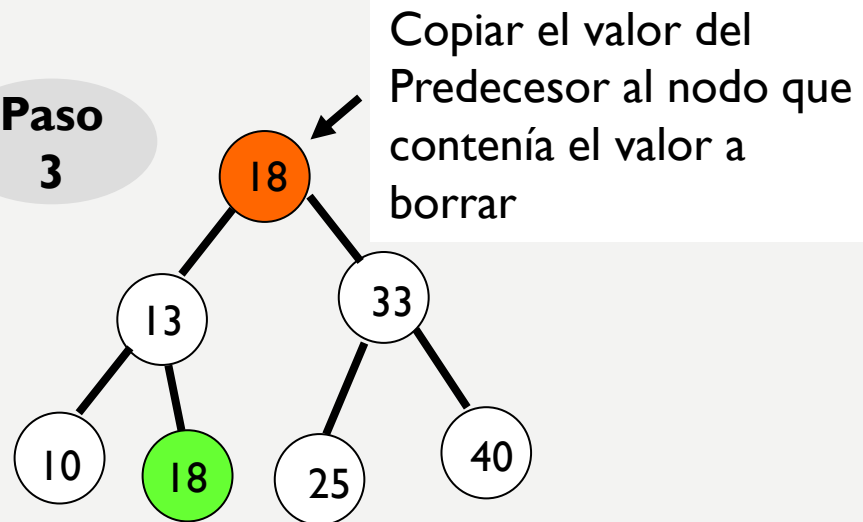 Copiar el valor del
Predecesor al nodo que
contenía el valor a
borrar
Paso
3
18
13
33
10
18
25
40